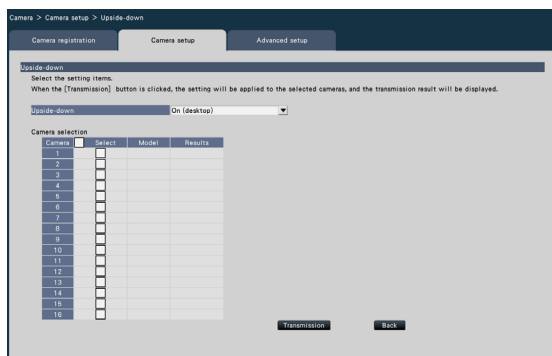 Camera > Camera setup > Upside-down
Camera registration Camera setup Advanced setup
Upside-down
Select the setting items.
When the [Transmission] button is clicked, the setting will be applied to the selected cameras, and the transmission result will be displayed.
Upside-down On (desktop)
Camera selection
Camera Select Model Results
1
2
3
4
5
6
7
8
9
10
11
12
13
14
15
16
Transmission Back